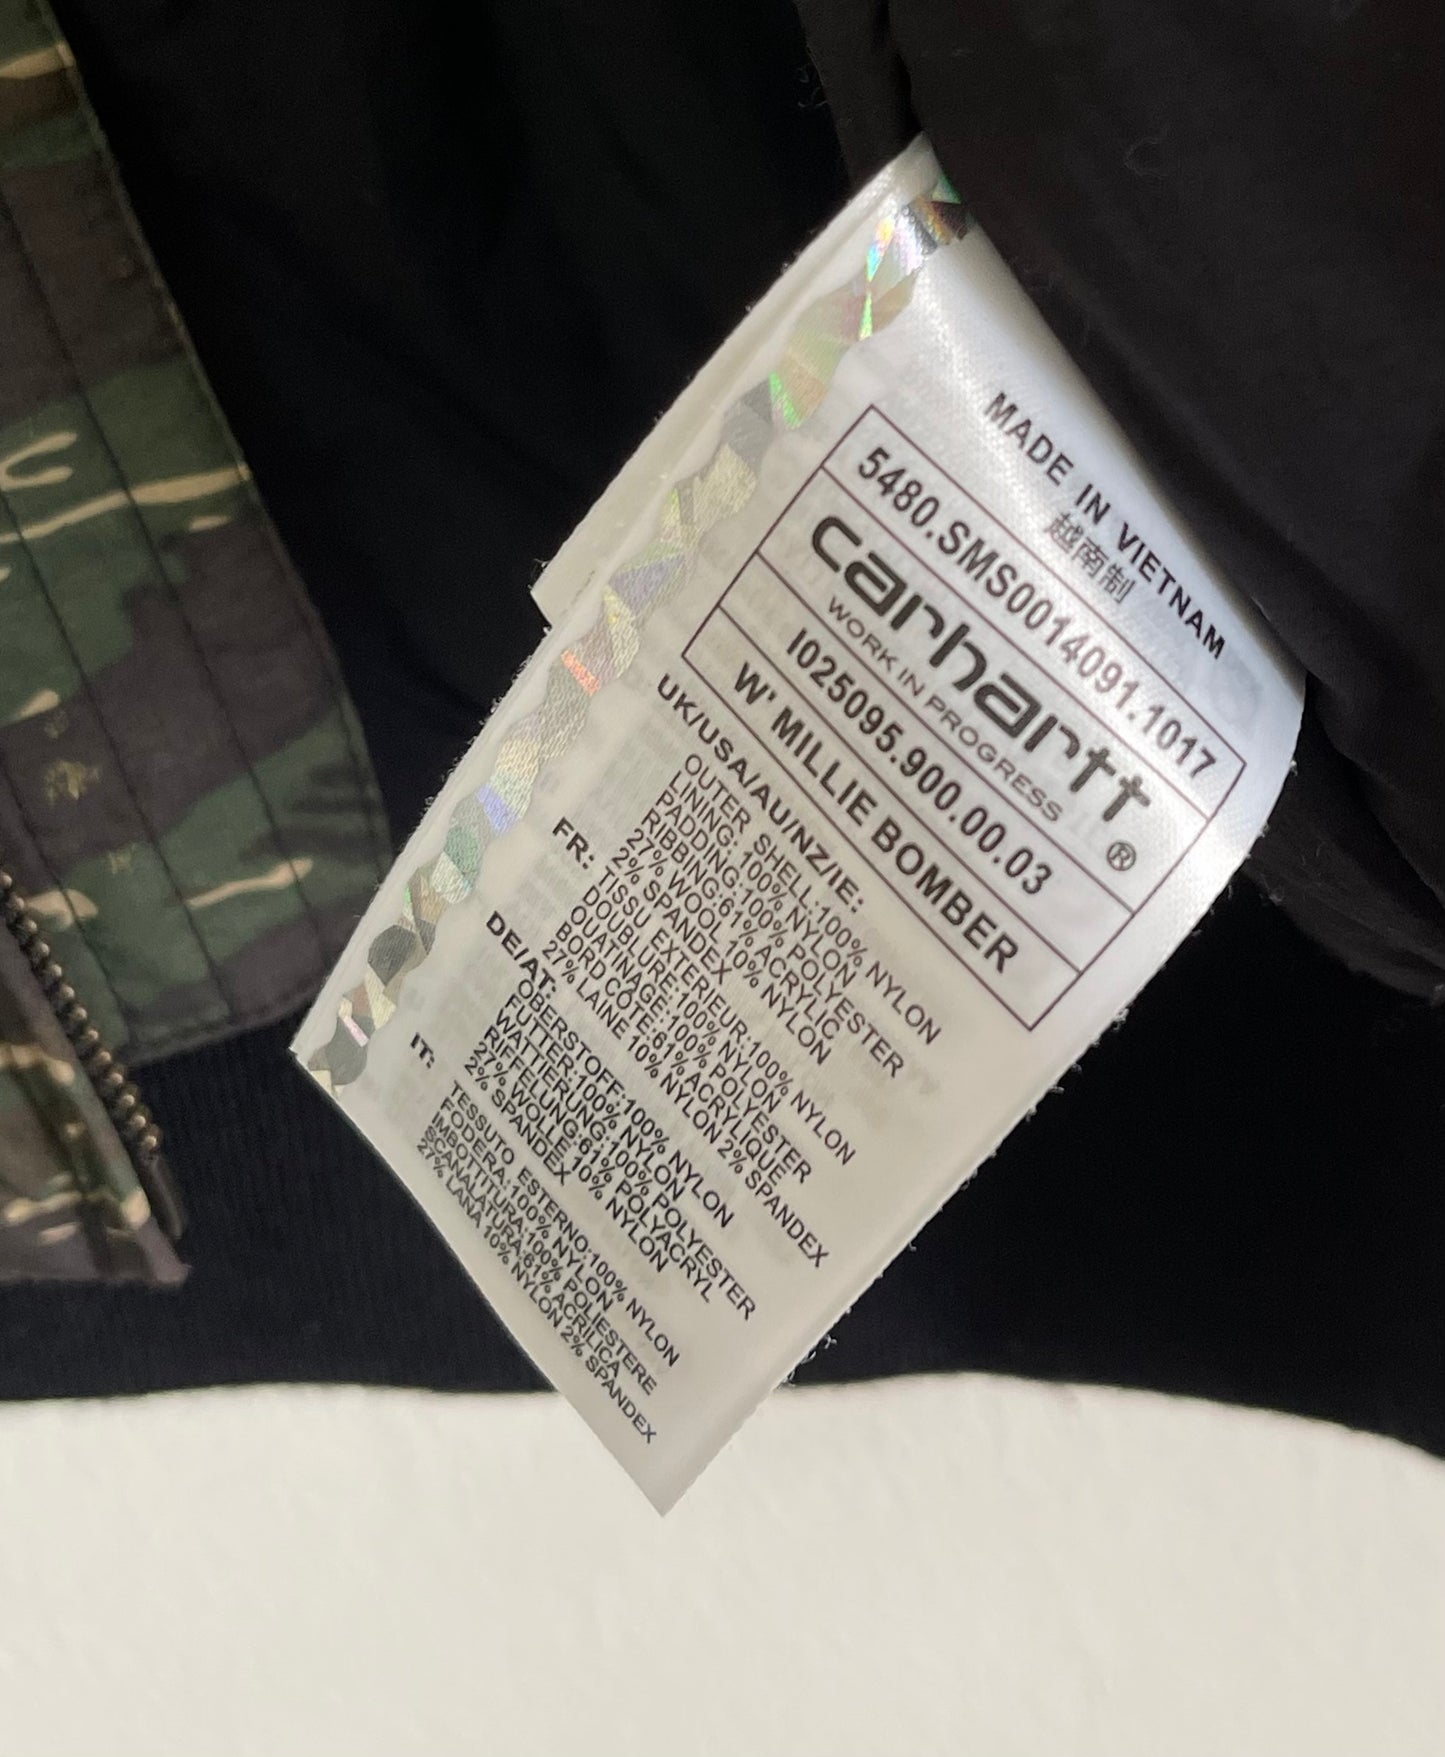 MADE IN VIETNAM
越南制
5480.SMS0014091.1017
carhartt®
WORK IN PROGRESS
I025095.900.00.03
W' MILLIE BOMBER
UK/USA/AU/NZ/IE:
OUTER SHELL:100% NYLON
LINING: 100% NYLON
PADDING:100% POLYESTER
RIBBING:61% ACRYLIC
27% WOOL 10% NYLON
2% SPANDEX
FR:
TISSU EXTERIEUR:100% NYLON
DOUBLURE:100% NYLON
OUATINAGE:100% POLYESTER
BORD COTE:61% ACRYLIQUE
27% LAINE 10% NYLON 2% SPANDEX
DE/AT:
OBERSTOFF:100% NYLON
FUTTER:100% NYLON
WATTIERUNG:100% POLYESTER
RIFFELUNG:61% POLYACRYL
27% WOLLE 10% NYLON
2% SPANDEX
IT:
TESSUTO ESTERNO:100% NYLON
FODERA:100% NYLON
IMBOTTITURA:100% POLIESTERE
SCANALATURA:61% ACRILICA
27% LANA 10% NYLON 2% SPANDEX